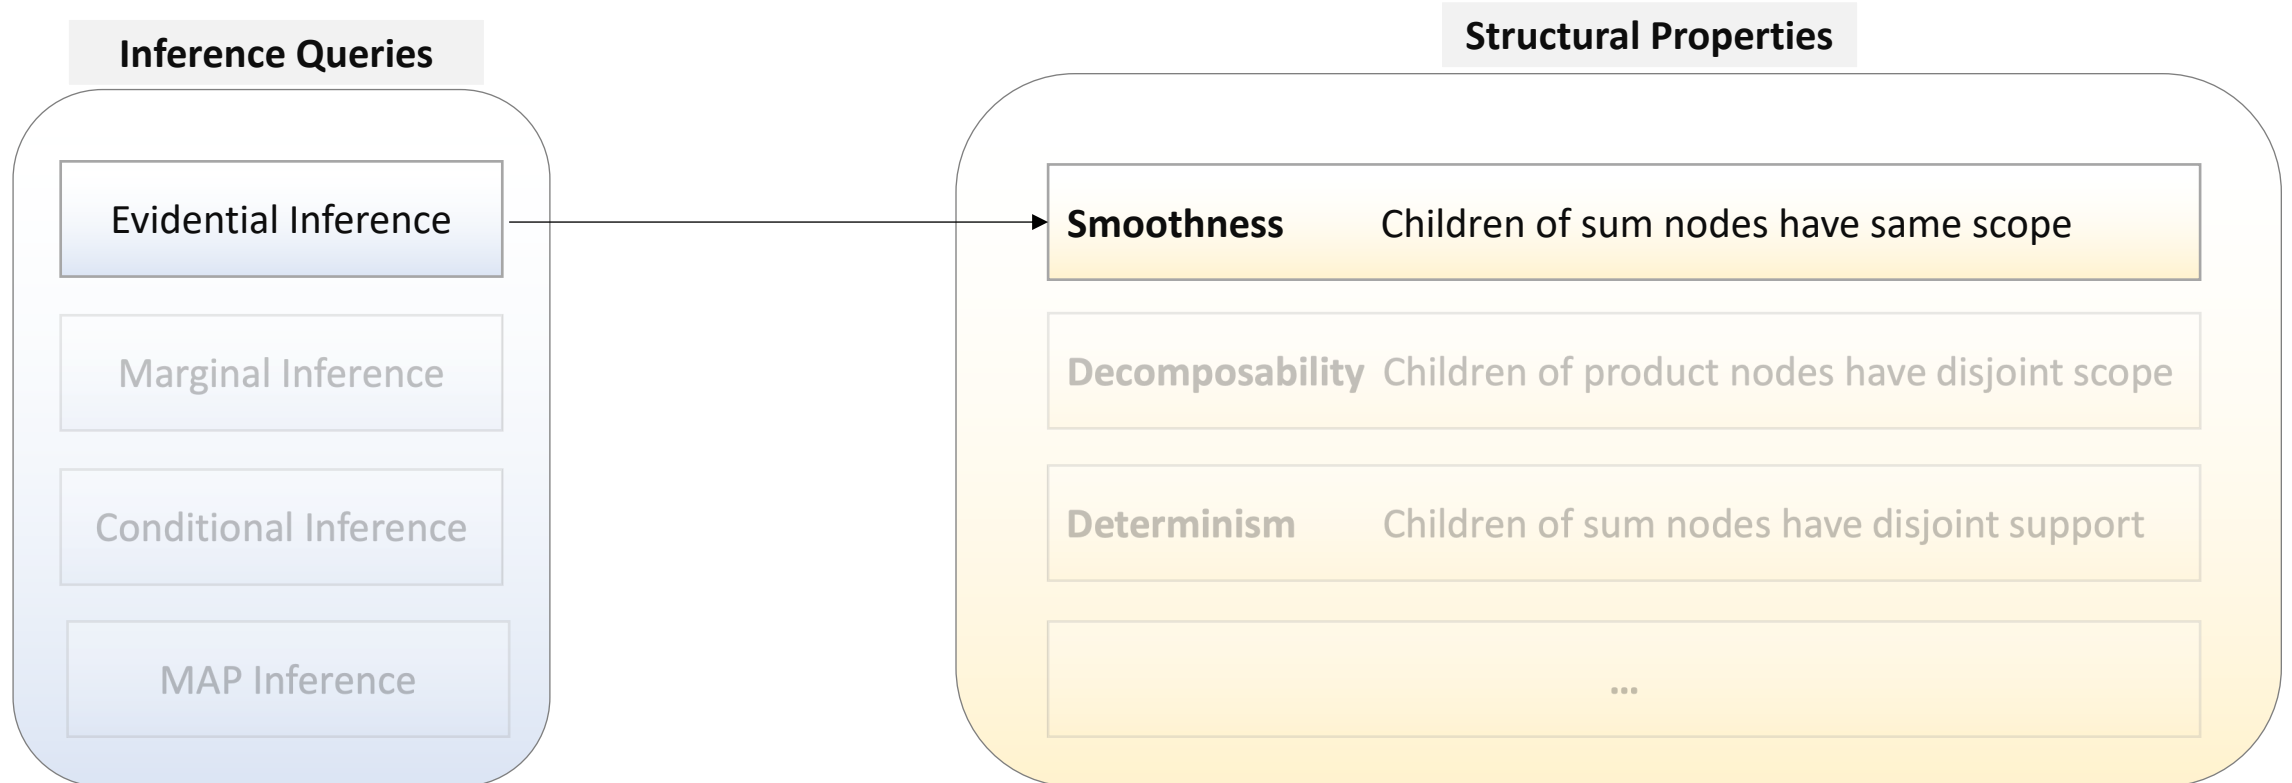 Inference Queries
Structural Properties
Evidential Inference
Smoothness Children of sum nodes have same scope
Marginal Inference
Decomposability Children of product nodes have disjoint scope
Conditional Inference
Determinism Children of sum nodes have disjoint support
MAP Inference
...